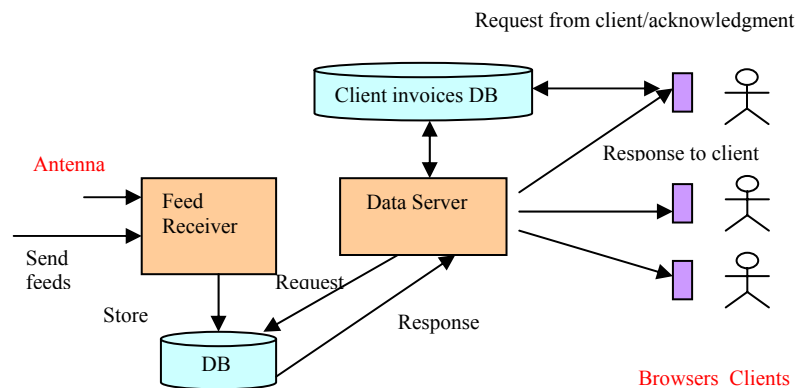 Request from client/acknowledgment
Client invoices DB
Response to client
Antenna
Feed
Receiver
Data Server
Send
feeds
Request
Store
Response
DB
Browsers Clients